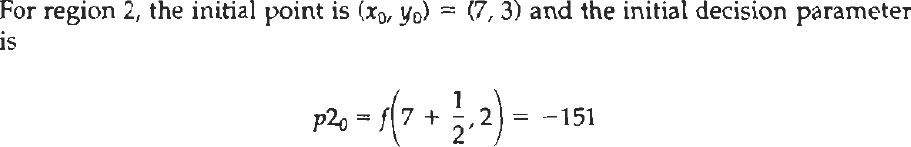 For region 2, the initial point is (x₀, y₀) = (7, 3) and the initial decision parameter
is
p2₀ = f(7 + 1/2, 2) = −151